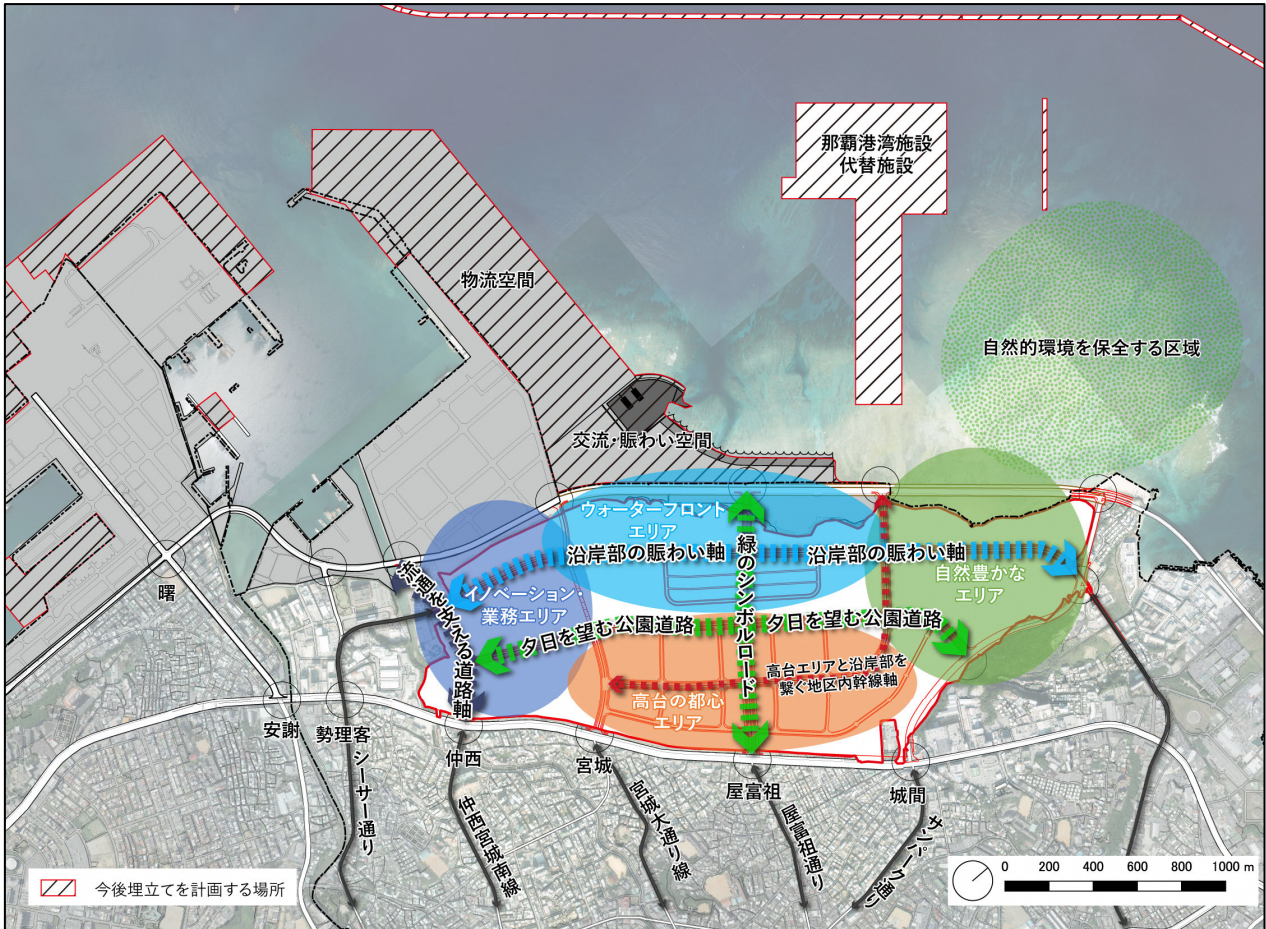 那覇港湾施設
代替施設
物流空間
自然的環境を保全する区域
交流・賑わい空間
ウォーターフロント
エリア
緑のシンボルロード
沿岸部の賑わい軸
沿岸部の賑わい軸
自然豊かな
エリア
流通を支える道路軸
イノベーション・
業務エリア
夕日を望む公園道路
夕日を望む公園道路
高台エリアと沿岸部を
繋ぐ地区内幹線軸
高台の都心
エリア
曙
安謝
勢理客
シーサー通り
仲西
仲西宮城南線
宮城
宮城大通り線
屋富祖
屋富祖通り
城間
サンパーク通り
今後埋立てを計画する場所
0 200 400 600 800 1000 m